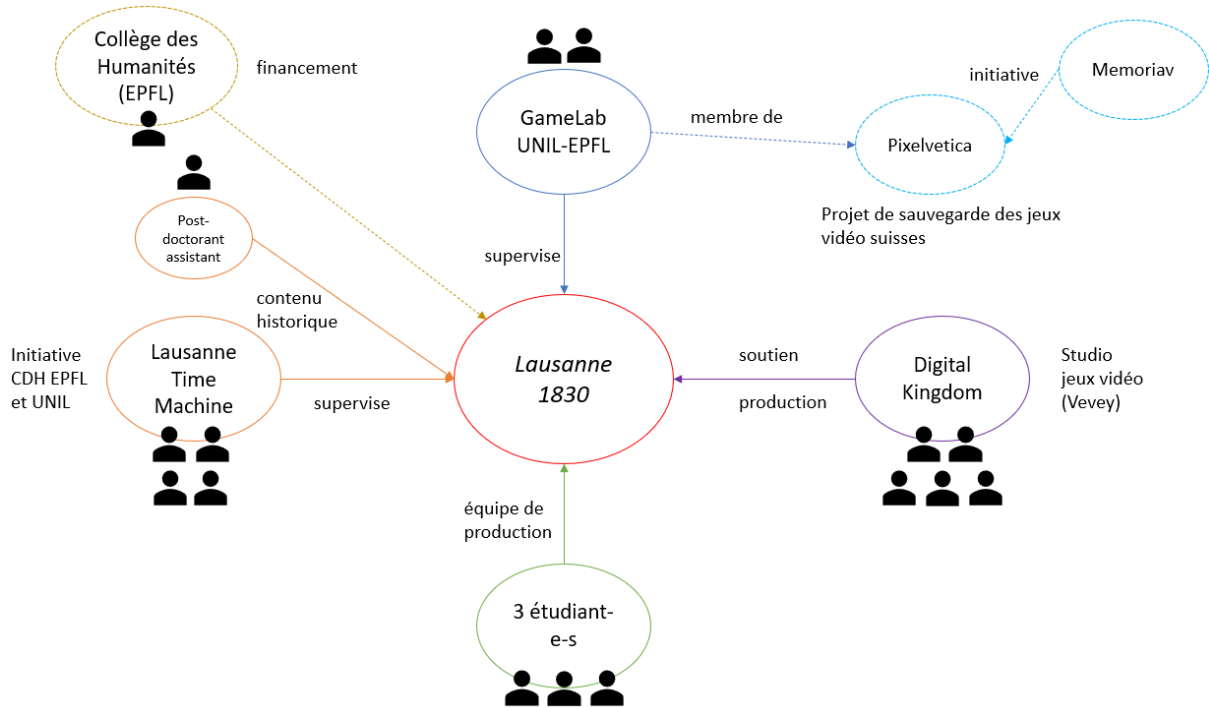 Collège des
Humanités
(EPFL)
financement
GameLab
UNIL-EPFL
membre de
initiative
Memoriav
Pixelvetica
Projet de sauvegarde des jeux
vidéo suisses
Post-
doctorant
assistant
supervise
contenu
historique
Initiative
CDH EPFL
et UNIL
Lausanne
Time
Machine
supervise
Lausanne
1830
soutien
production
Digital
Kingdom
Studio
jeux vidéo
(Vevey)
équipe de
production
3 étudiant-
e-s